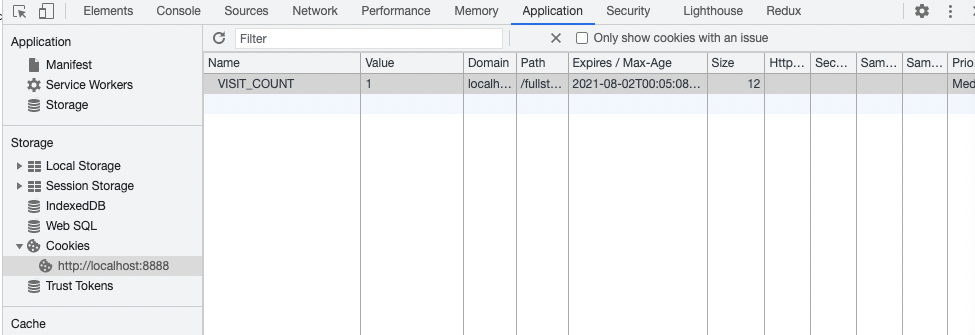 Elements Console Sources Network Performance Memory Application Security Lighthouse Redux
Application
Manifest
Service Workers
Storage
Storage
Local Storage
Session Storage
IndexedDB
Web SQL
Cookies
http://localhost:8888
Trust Tokens
Cache
Filter Only show cookies with an issue
Name Value Domain Path Expires / Max-Age Size Http... Sec... Sam... Sam... Prio...
VISIT_COUNT 1 localh... /fullst... 2021-08-02T00:05:08... 12 Med